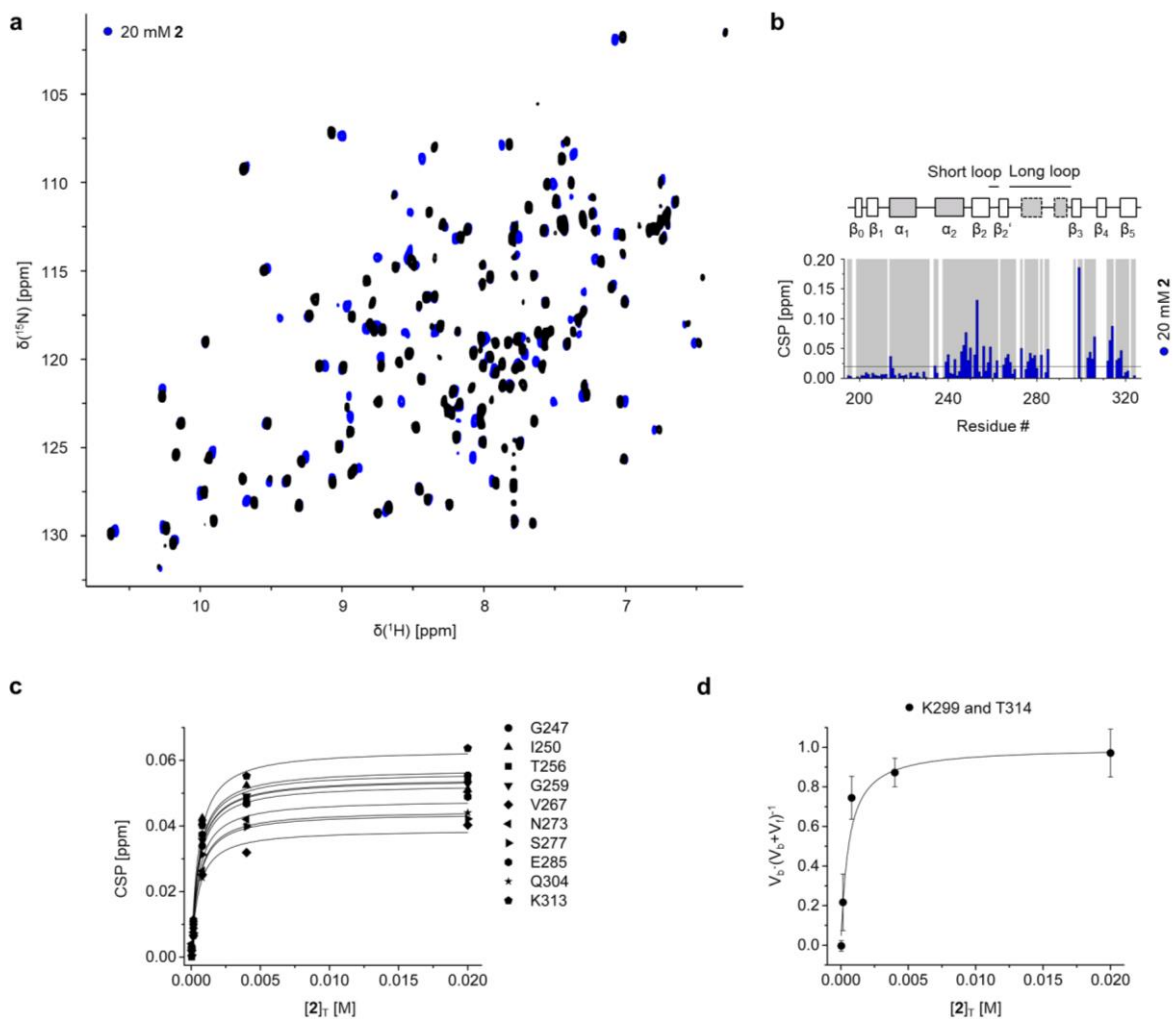 a
20 mM 2
105
110
115
120
125
130
δ(¹⁵N) [ppm]
10
9
8
7
δ(¹H) [ppm]
b
Short loop
Long loop
β₀ β₁ α₁ α₂ β₂ β₂' β₃ β₄ β₅
0.20
0.15
0.10
0.05
0.00
CSP [ppm]
200 240 280 320
Residue #
20 mM 2
c
0.06
0.04
0.02
0.00
CSP [ppm]
0.000 0.005 0.010 0.015 0.020
[2]ᴛ [M]
G247
I250
T256
G259
V267
N273
S277
E285
Q304
K313
d
K299 and T314
1.0
0.8
0.6
0.4
0.2
0.0
V_b·(V_b+V_f)⁻¹
0.000 0.005 0.010 0.015 0.020
[2]ᴛ [M]